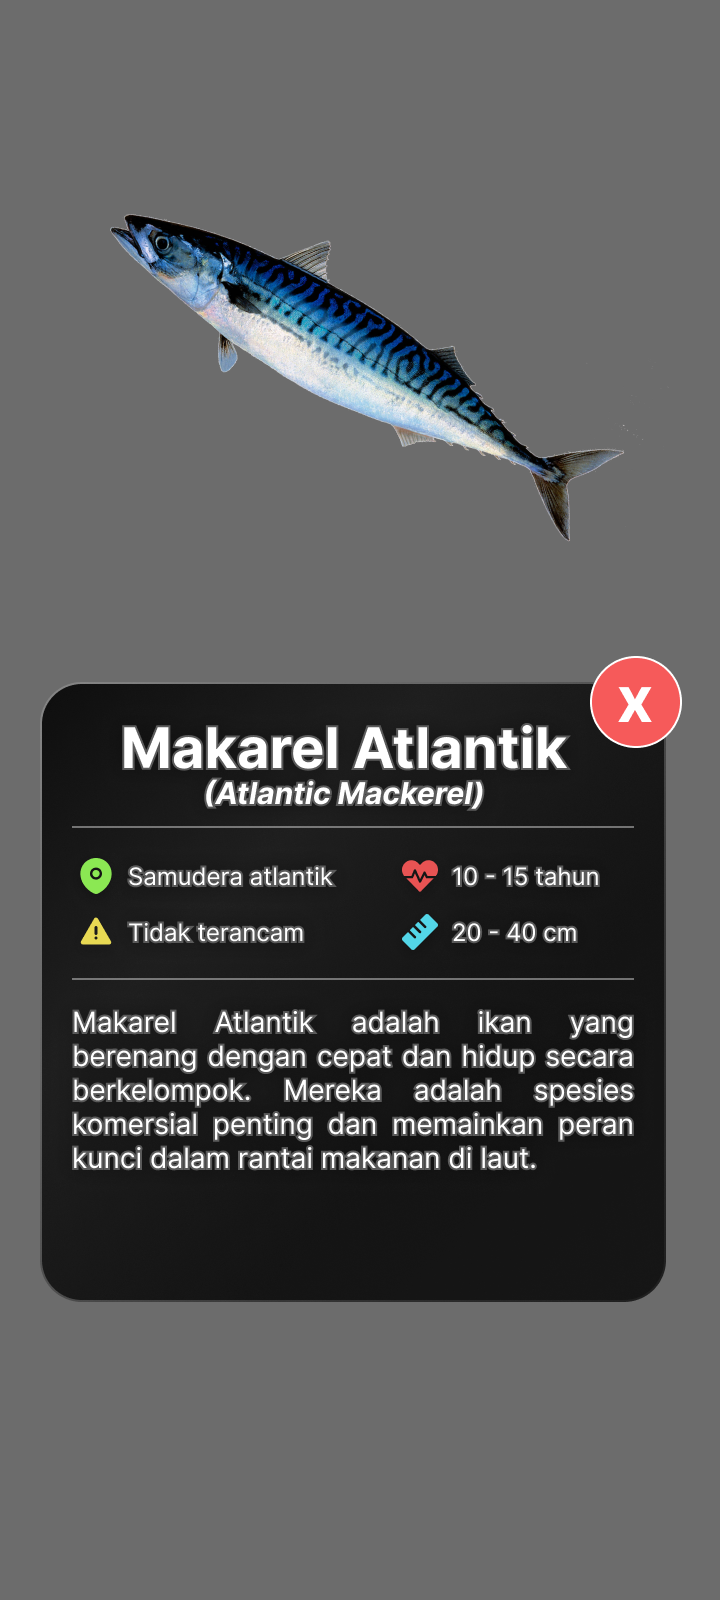 X
Makarel Atlantik
(Atlantic Mackerel)
Samudera atlantik
10 - 15 tahun
Tidak terancam
20 - 40 cm
Makarel Atlantik adalah ikan yang
berenang dengan cepat dan hidup secara
berkelompok. Mereka adalah spesies
komersial penting dan memainkan peran
kunci dalam rantai makanan di laut.